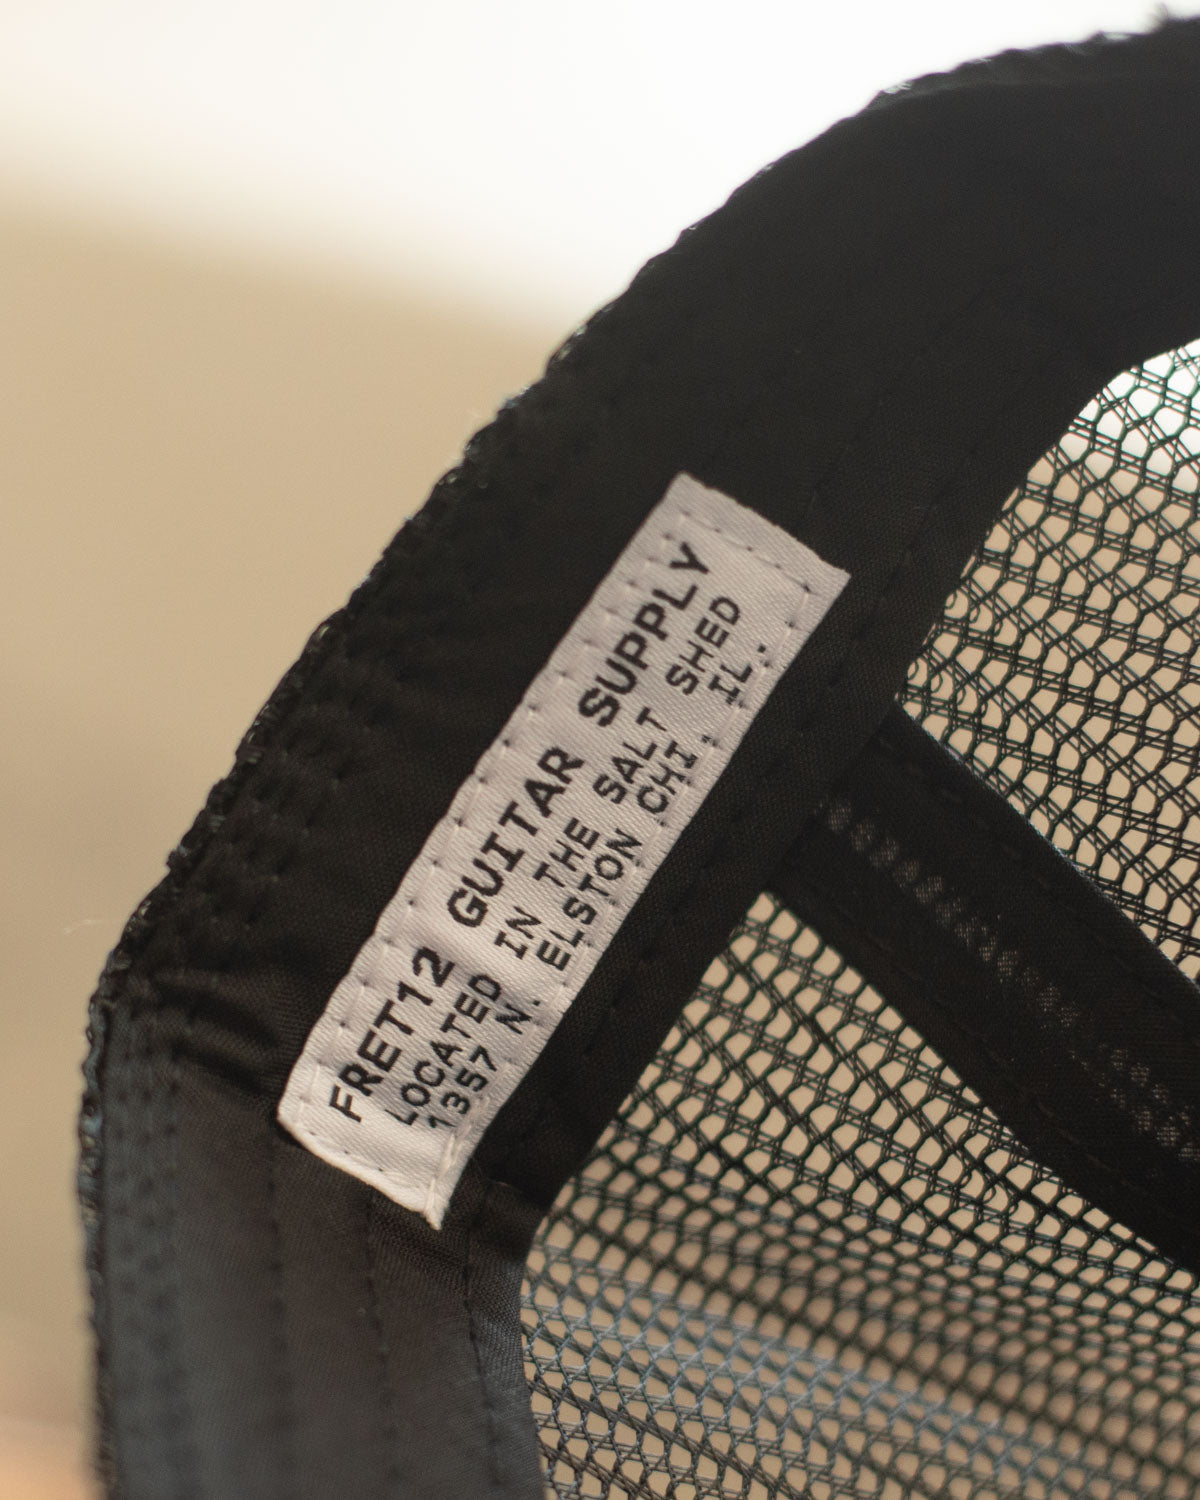 FRET12 GUITAR SUPPLY
LOCATED IN THE SALT SHED
1357 N. ELSTON CHI. IL.